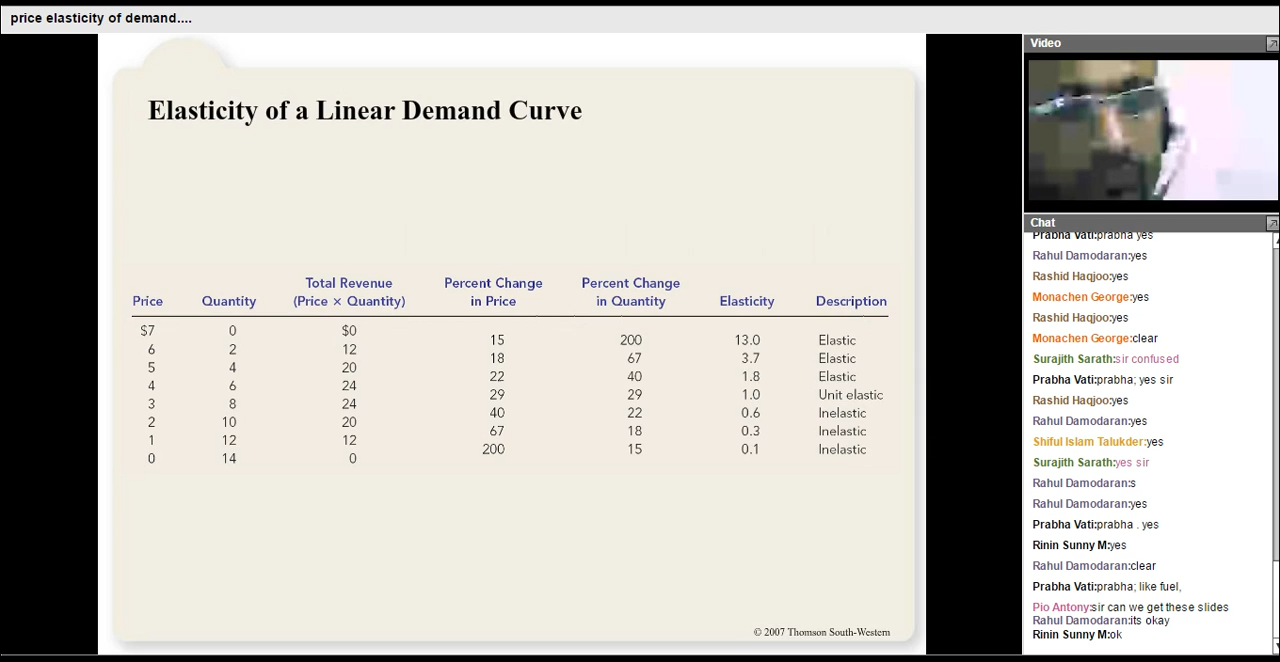 price elasticity of demand....
Elasticity of a Linear Demand Curve
Price Quantity Total Revenue (Price × Quantity) Percent Change in Price Percent Change in Quantity Elasticity Description
$7 0 $0
15 200 13.0 Elastic
6 2 12
18 67 3.7 Elastic
5 4 20
22 40 1.8 Elastic
4 6 24
29 29 1.0 Unit elastic
3 8 24
40 22 0.6 Inelastic
2 10 20
67 18 0.3 Inelastic
1 12 12
200 15 0.1 Inelastic
0 14 0
© 2007 Thomson South-Western
Video
Chat
Prabha Vati:prabha yes
Rahul Damodaran:yes
Rashid Haqjoo:yes
Monachen George:yes
Rashid Haqjoo:yes
Monachen George:clear
Surajith Sarath:sir confused
Prabha Vati:prabha; yes sir
Rashid Haqjoo:yes
Rahul Damodaran:yes
Shiful Islam Talukder:yes
Surajith Sarath:yes sir
Rahul Damodaran:s
Rahul Damodaran:yes
Prabha Vati:prabha . yes
Rinin Sunny M:yes
Rahul Damodaran:clear
Prabha Vati:prabha; like fuel,
Pio Antony:sir can we get these slides
Rahul Damodaran:its okay
Rinin Sunny M:ok